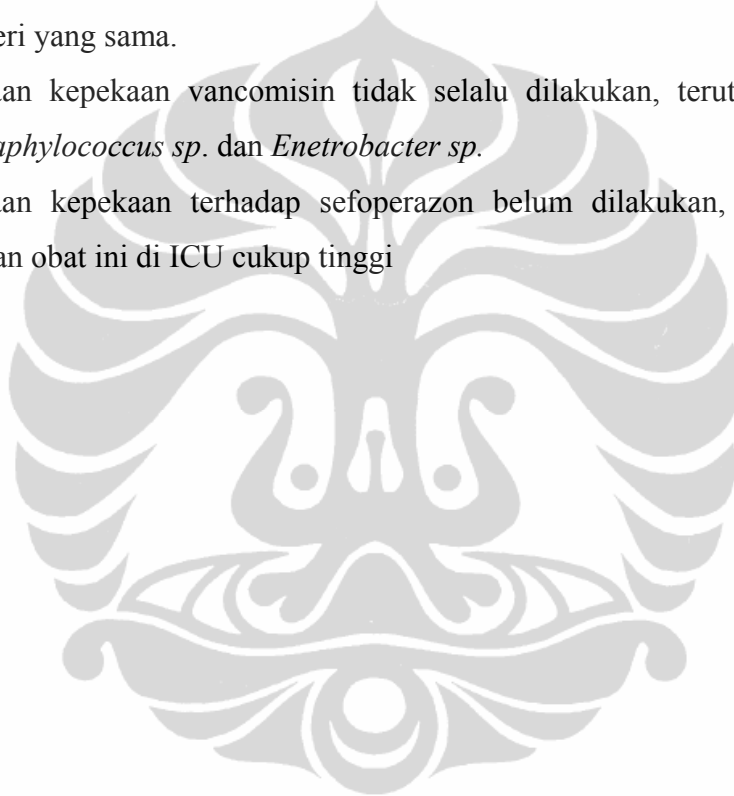 eri yang sama.
an kepekaan vancomisin tidak selalu dilakukan, terut
aphylococcus sp. dan Enetrobacter sp.
an kepekaan terhadap sefoperazon belum dilakukan,
an obat ini di ICU cukup tinggi